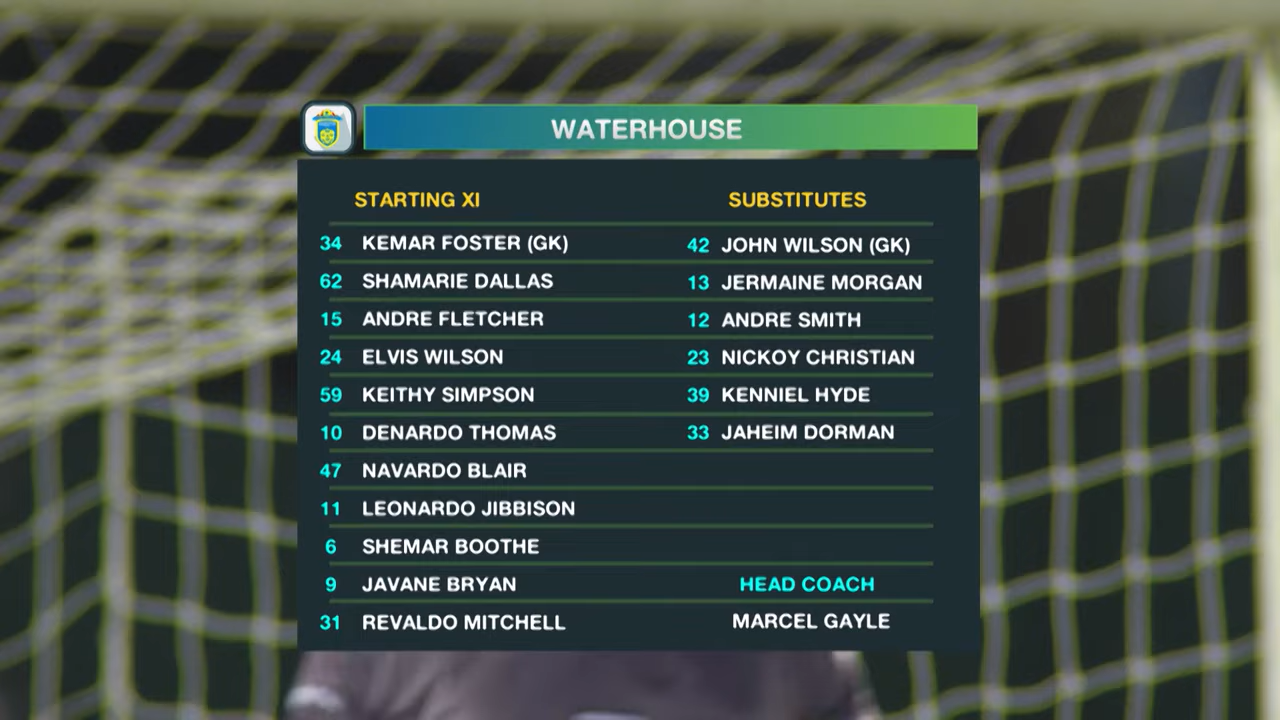 WATERHOUSE
STARTING XI
34 KEMAR FOSTER (GK)
62 SHAMARIE DALLAS
15 ANDRE FLETCHER
24 ELVIS WILSON
59 KEITHY SIMPSON
10 DENARDO THOMAS
47 NAVARDO BLAIR
11 LEONARDO JIBBISON
6 SHEMAR BOOTHE
9 JAVANE BRYAN
31 REVALDO MITCHELL
SUBSTITUTES
42 JOHN WILSON (GK)
13 JERMAINE MORGAN
12 ANDRE SMITH
23 NICKOY CHRISTIAN
39 KENNIEL HYDE
33 JAHEIM DORMAN
HEAD COACH
MARCEL GAYLE